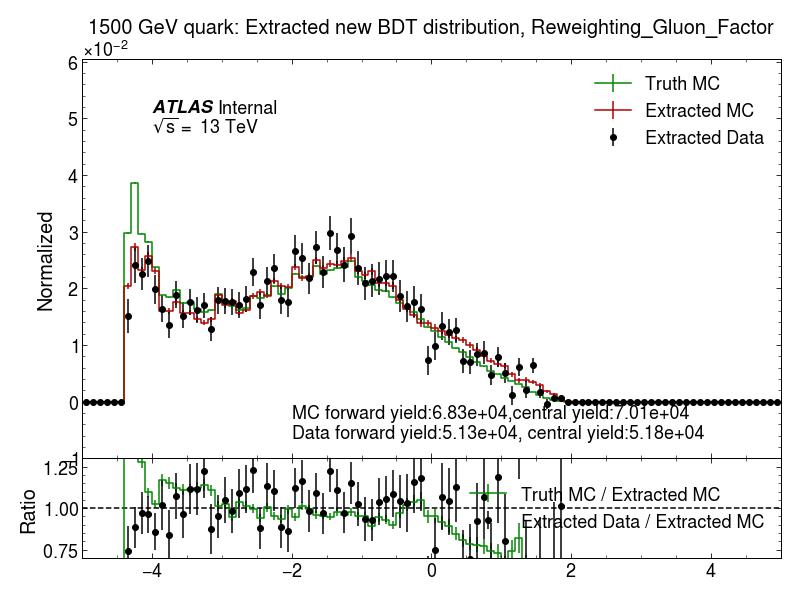 1500 GeV quark: Extracted new BDT distribution, Reweighting_Gluon_Factor
×10−2
6
5
4
3
2
1
0
Normalized
ATLAS Internal
√s = 13 TeV
Truth MC
Extracted MC
Extracted Data
MC forward yield:6.83e+04,central yield:7.01e+04
Data forward yield:5.13e+04, central yield:5.18e+04
1
1.25
1.00
0.75
Ratio
Truth MC / Extracted MC
Extracted Data / Extracted MC
−4
−2
0
2
4